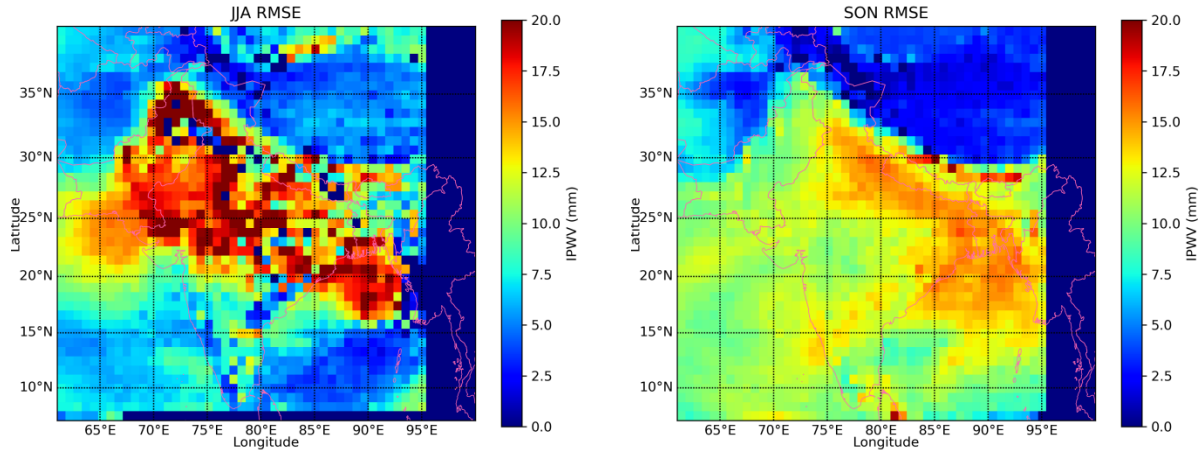 JJA RMSE
35°N
30°N
25°N
20°N
15°N
10°N
Latitude
65°E 70°E 75°E 80°E 85°E 90°E 95°E
Longitude
20.0
17.5
15.0
12.5
10.0
7.5
5.0
2.5
0.0
IPWV (mm)
SON RMSE
35°N
30°N
25°N
20°N
15°N
10°N
Latitude
65°E 70°E 75°E 80°E 85°E 90°E 95°E
Longitude
20.0
17.5
15.0
12.5
10.0
7.5
5.0
2.5
0.0
IPWV (mm)